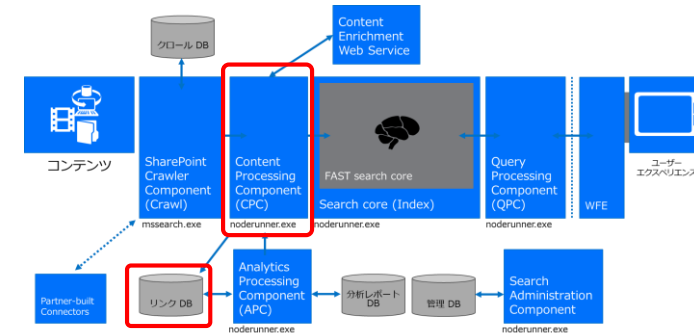 Content
Enrichment
Web Service
クロール DB
コンテンツ
SharePoint
Crawler
Component
(Crawl)
mssearch.exe
Content
Processing
Component
(CPC)
noderunner.exe
FAST search core
Search core (Index)
noderunner.exe
Query
Processing
Component
(QPC)
noderunner.exe
WFE
ユーザー
エクスペリエンス
Partner-built
Connectors
リンク DB
Analytics
Processing
Component
(APC)
noderunner.exe
分析レポート
DB
管理 DB
Search
Administration
Component
noderunner.exe